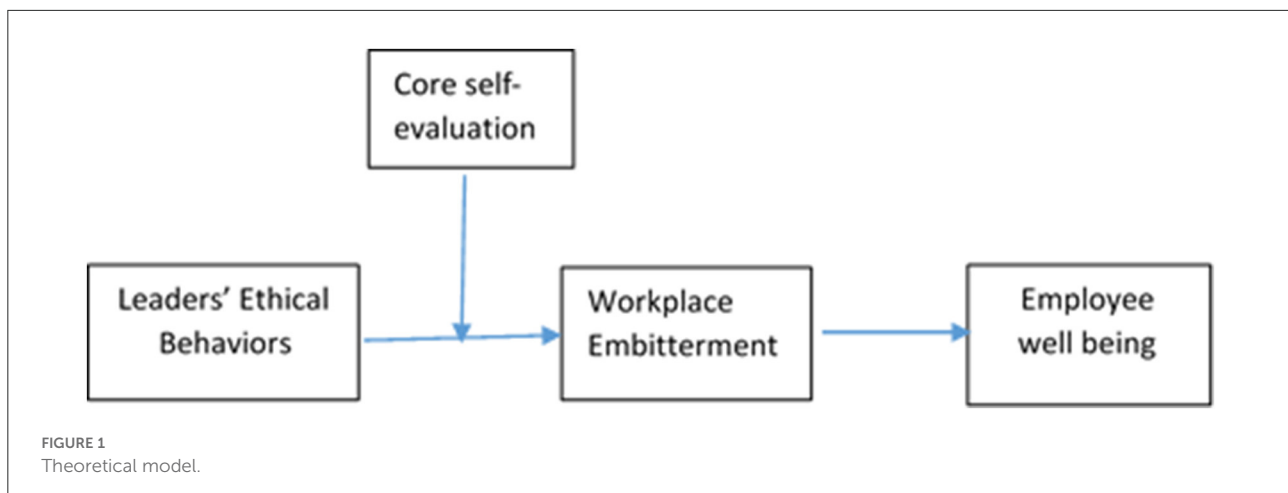 Core self-
evaluation
Leaders’ Ethical
Behaviors
Workplace
Embitterment
Employee
well being
FIGURE 1
Theoretical model.